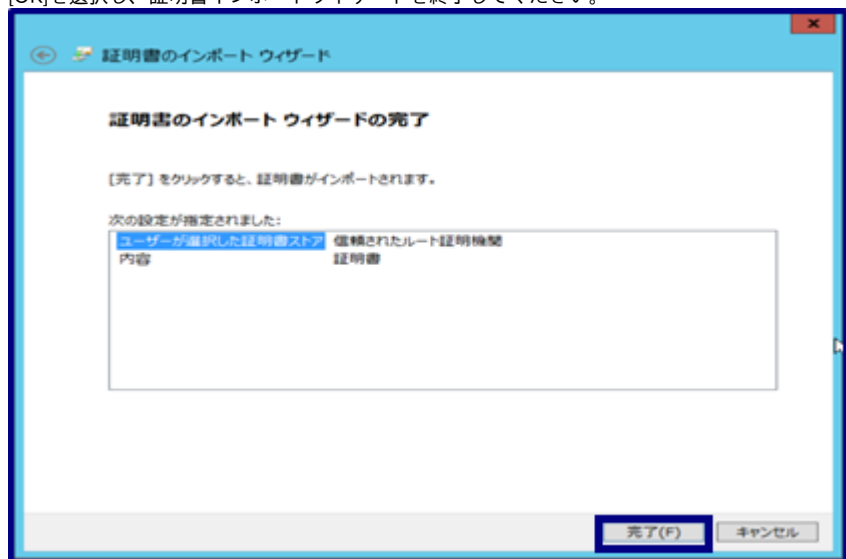 [OK]を選択し、証明書インポートウィザードを終了してください。
証明書のインポート ウィザード
証明書のインポート ウィザードの完了
[完了] をクリックすると、証明書がインポートされます。
次の設定が指定されました:
ユーザーが選択した証明書ストア 信頼されたルート証明機関
内容 証明書
完了(F) キャンセル